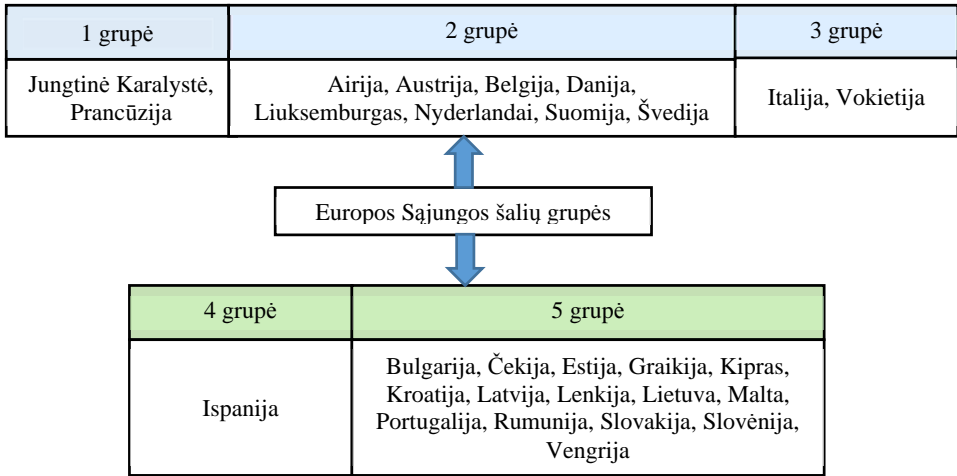 1 grupė
2 grupė
3 grupė
Jungtinė Karalystė,
Prancūzija
Airija, Austrija, Belgija, Danija,
Liuksemburgas, Nyderlandai, Suomija, Švedija
Italija, Vokietija
Europos Sąjungos šalių grupės
4 grupė
5 grupė
Ispanija
Bulgarija, Čekija, Estija, Graikija, Kipras,
Kroatija, Latvija, Lenkija, Lietuva, Malta,
Portugalija, Rumunija, Slovakija, Slovėnija,
Vengrija